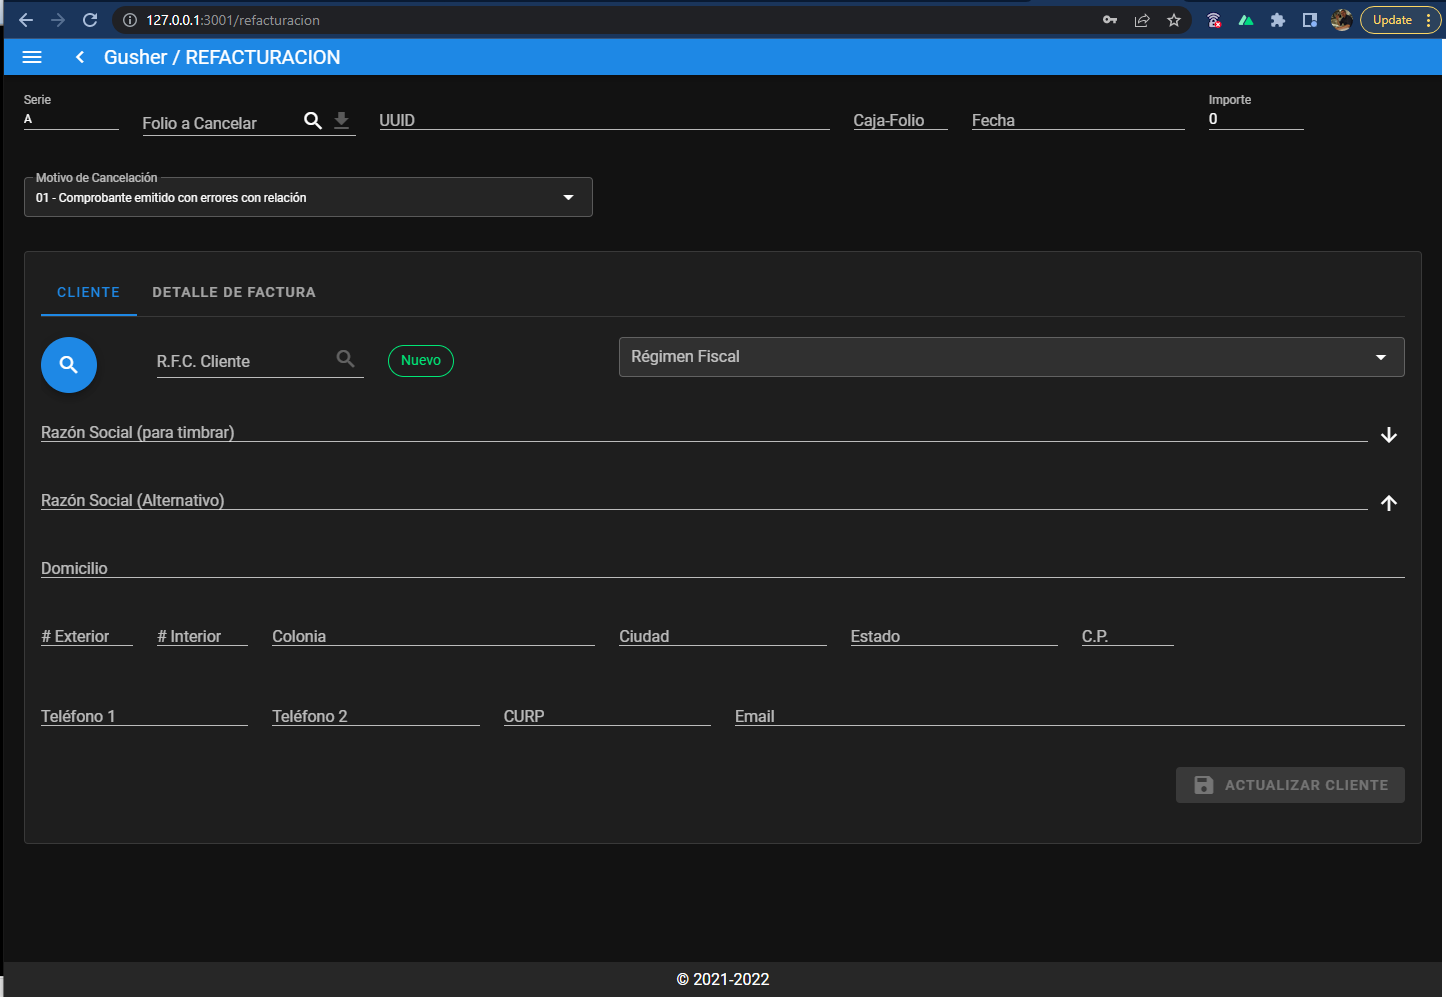 127.0.0.1:3001/refacturacion
Update
Gusher / REFACTURACION
Serie
A
Folio a Cancelar
UUID
Caja-Folio
Fecha
Importe
0
Motivo de Cancelación
01 - Comprobante emitido con errores con relación
CLIENTE DETALLE DE FACTURA
R.F.C. Cliente
Nuevo
Régimen Fiscal
Razón Social (para timbrar)
Razón Social (Alternativo)
Domicilio
# Exterior # Interior Colonia Ciudad Estado C.P.
Teléfono 1 Teléfono 2 CURP Email
ACTUALIZAR CLIENTE
© 2021-2022